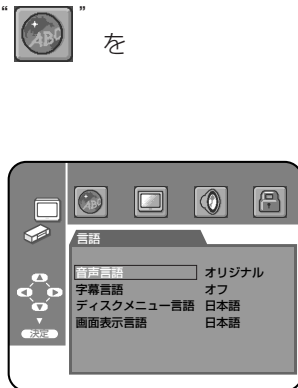 “ABC” を
ABC
言語
音声言語 オリジナル
字幕言語 オフ
ディスクメニュー言語 日本語
画面表示言語 日本語
決定